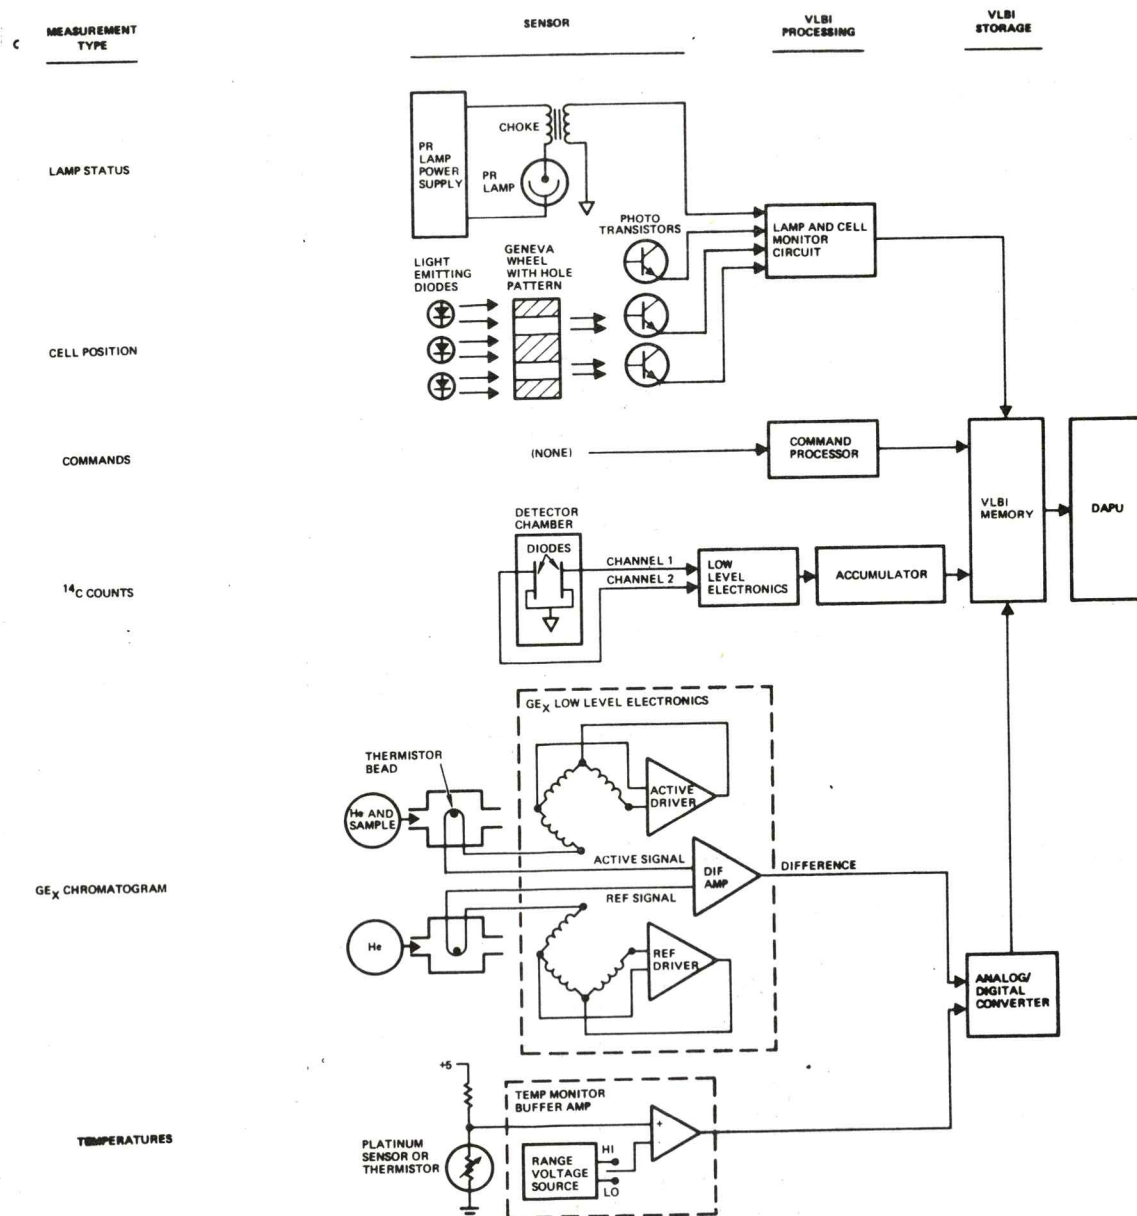 C
MEASUREMENT
TYPE
SENSOR
VLBI
PROCESSING
VLBI
STORAGE
LAMP STATUS
PR
LAMP
POWER
SUPPLY
CHOKE
PR
LAMP
LAMP AND CELL
MONITOR
CIRCUIT
CELL POSITION
LIGHT
EMITTING
DIODES
GENEVA
WHEEL
WITH HOLE
PATTERN
PHOTO
TRANSISTORS
COMMANDS
(NONE)
COMMAND
PROCESSOR
VLBI
MEMORY
DAPU
14C COUNTS
DETECTOR
CHAMBER
DIODES
CHANNEL 1
CHANNEL 2
LOW
LEVEL
ELECTRONICS
ACCUMULATOR
GEX CHROMATOGRAM
GEX LOW LEVEL ELECTRONICS
THERMISTOR
BEAD
He AND
SAMPLE
ACTIVE
DRIVER
ACTIVE SIGNAL
DIF
AMP
DIFFERENCE
REF SIGNAL
He
REF
DRIVER
ANALOG/
DIGITAL
CONVERTER
TEMPERATURES
+5
PLATINUM
SENSOR OR
THERMISTOR
TEMP MONITOR
BUFFER AMP
RANGE
VOLTAGE
SOURCE
HI
LO
+
-